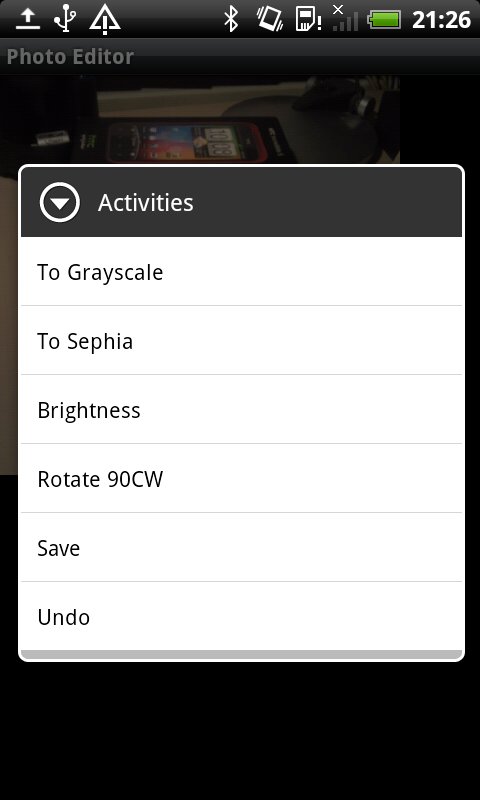 21:26
Photo Editor
Activities
To Grayscale
To Sephia
Brightness
Rotate 90CW
Save
Undo